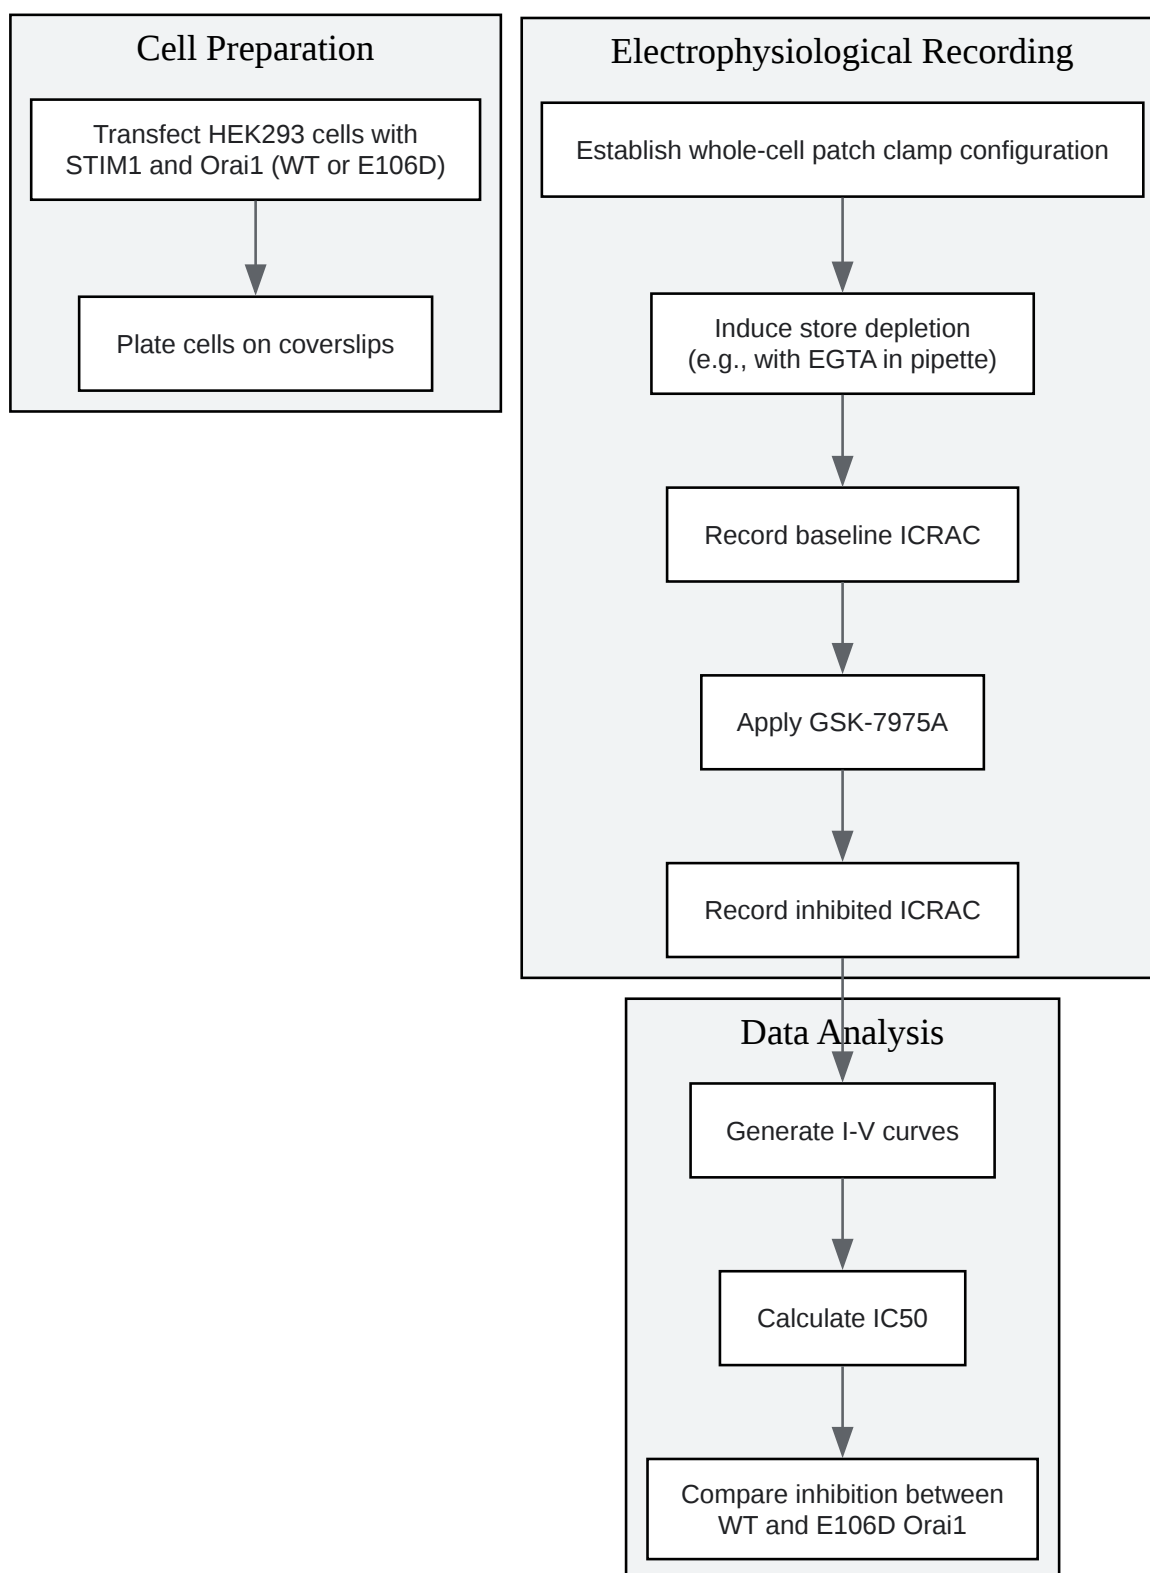 Cell Preparation
Transfect HEK293 cells with
STIM1 and Orai1 (WT or E106D)
Plate cells on coverslips
Electrophysiological Recording
Establish whole-cell patch clamp configuration
Induce store depletion
(e.g., with EGTA in pipette)
Record baseline ICRAC
Apply GSK-7975A
Record inhibited ICRAC
Data Analysis
Generate I-V curves
Calculate IC50
Compare inhibition between
WT and E106D Orai1